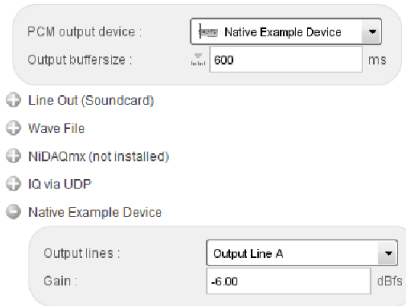 PCM output device : Native Example Device
Output buffersize : 600 ms
Line Out (Soundcard)
Wave File
NiDAQmx (not installed)
IQ via UDP
Native Example Device
Output lines : Output Line A
Gain : -6.00 dBfs